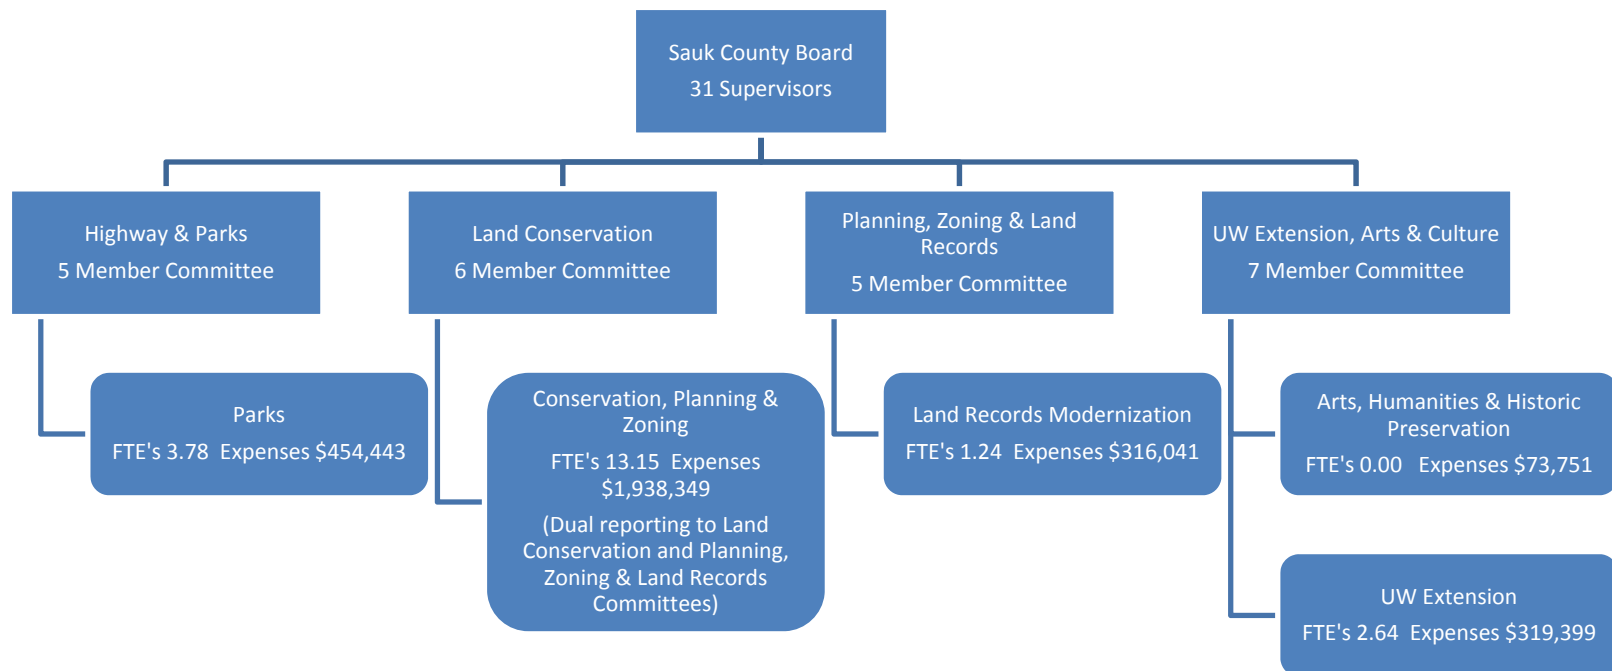 Sauk County Board
31 Supervisors
Highway & Parks
5 Member Committee
Land Conservation
6 Member Committee
Planning, Zoning & Land
Records
5 Member Committee
UW Extension, Arts & Culture
7 Member Committee
Parks
FTE's 3.78  Expenses $454,443
Conservation, Planning &
Zoning
FTE's 13.15  Expenses
$1,938,349
(Dual reporting to Land
Conservation and Planning,
Zoning & Land Records
Committees)
Land Records Modernization
FTE's 1.24  Expenses $316,041
Arts, Humanities & Historic
Preservation
FTE's 0.00   Expenses $73,751
UW Extension
FTE's 2.64  Expenses $319,399